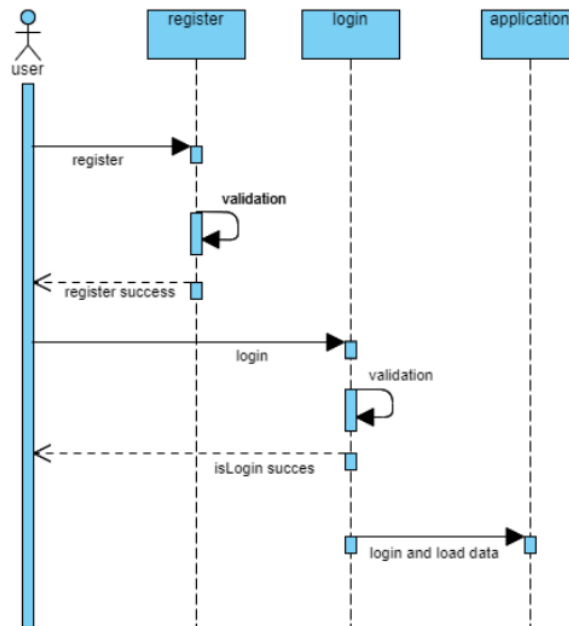 register
login
application
user
register
validation
register success
login
validation
isLogin succes
login and load data